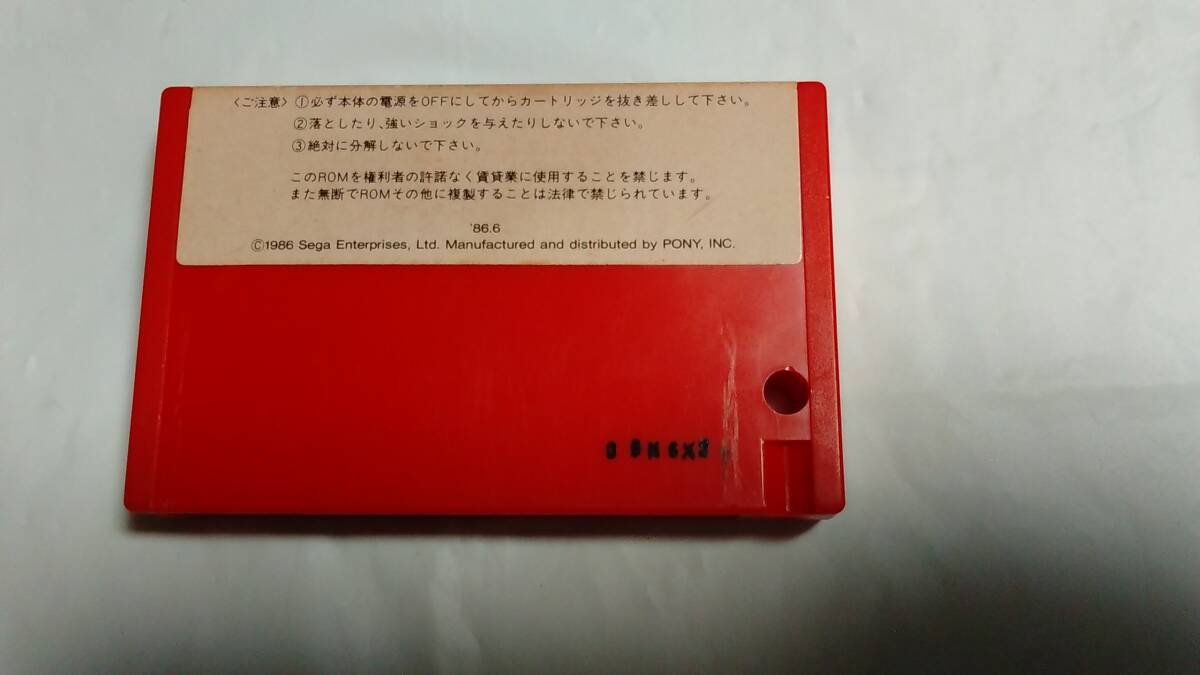 〈ご注意〉①必ず本体の電源をOFFにしてからカートリッジを抜き差しして下さい。
②落としたり、強いショックを与えたりしないで下さい。
③絶対に分解しないで下さい。
このROMを権利者の許諾なく賃貸業に使用することを禁じます。
また無断でROMその他に複製することは法律で禁じられています。
'86.6
©1986 Sega Enterprises, Ltd. Manufactured and distributed by PONY, INC.